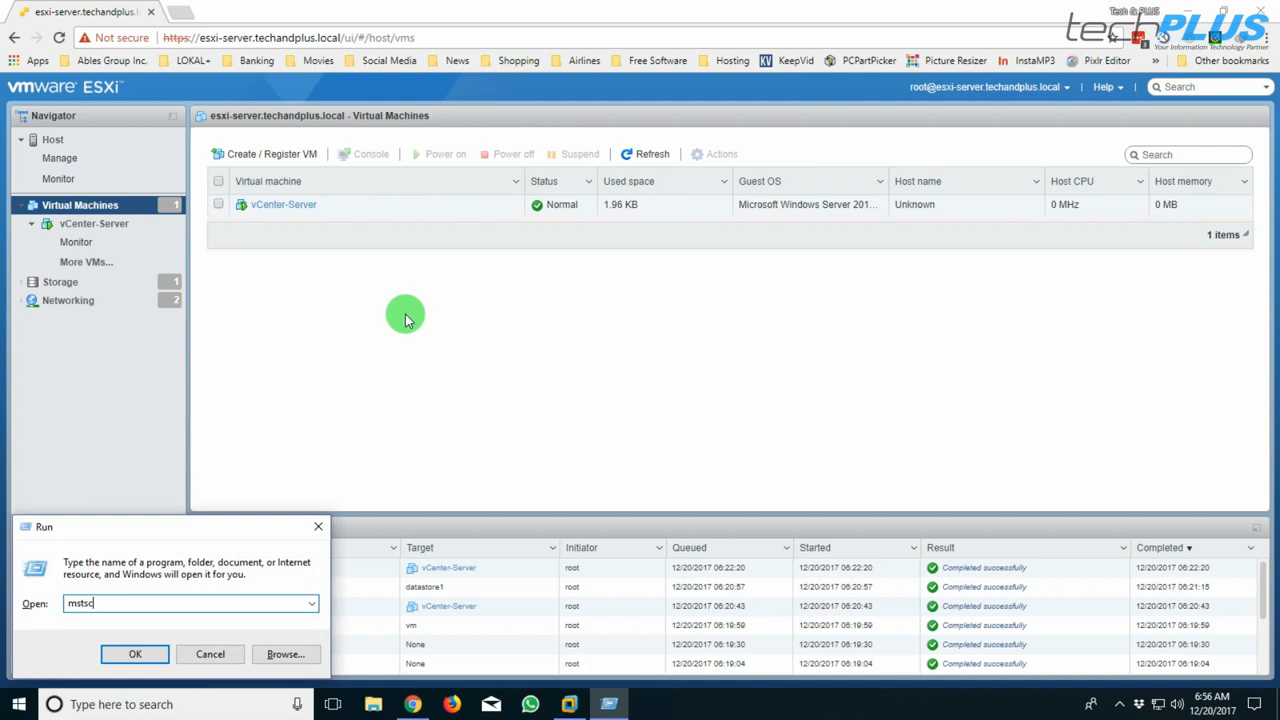 esxi-server.techandplus.local
Tech & PLUS
techPLUS
Your Information Technology Partner
Not secure https://esxi-server.techandplus.local/ui/#/host/vms
Apps Ables Group Inc. LOKAL+ Banking Movies Social Media News Shopping Airlines Free Software Hosting KV KeepVid PCPartPicker Picture Resizer InstaMP3 Pixlr Editor » Other bookmarks
vmware ESXi
root@esxi-server.techandplus.local Help Search
Navigator
esxi-server.techandplus.local - Virtual Machines
Host
Manage
Monitor
Virtual Machines 1
vCenter-Server
Monitor
More VMs...
Storage 1
Networking 2
Create / Register VM Console Power on Power off Suspend Refresh Actions Search
Virtual machine Status Used space Guest OS Host name Host CPU Host memory
vCenter-Server Normal 1.96 KB Microsoft Windows Server 201... Unknown 0 MHz 0 MB
1 items
Target Initiator Queued Started Result Completed
vCenter-Server root 12/20/2017 06:22:20 12/20/2017 06:22:20 Completed successfully 12/20/2017 06:22:20
datastore1 root 12/20/2017 06:20:57 12/20/2017 06:20:57 Completed successfully 12/20/2017 06:21:15
vCenter-Server root 12/20/2017 06:20:43 12/20/2017 06:20:43 Completed successfully 12/20/2017 06:20:43
vm root 12/20/2017 06:19:59 12/20/2017 06:19:59 Completed successfully 12/20/2017 06:19:59
None root 12/20/2017 06:19:30 12/20/2017 06:19:30 Completed successfully 12/20/2017 06:19:30
None root 12/20/2017 06:19:04 12/20/2017 06:19:04 Completed successfully 12/20/2017 06:19:04
Run
Type the name of a program, folder, document, or Internet
resource, and Windows will open it for you.
Open: mstsc
OK Cancel Browse...
Type here to search
6:56 AM
12/20/2017